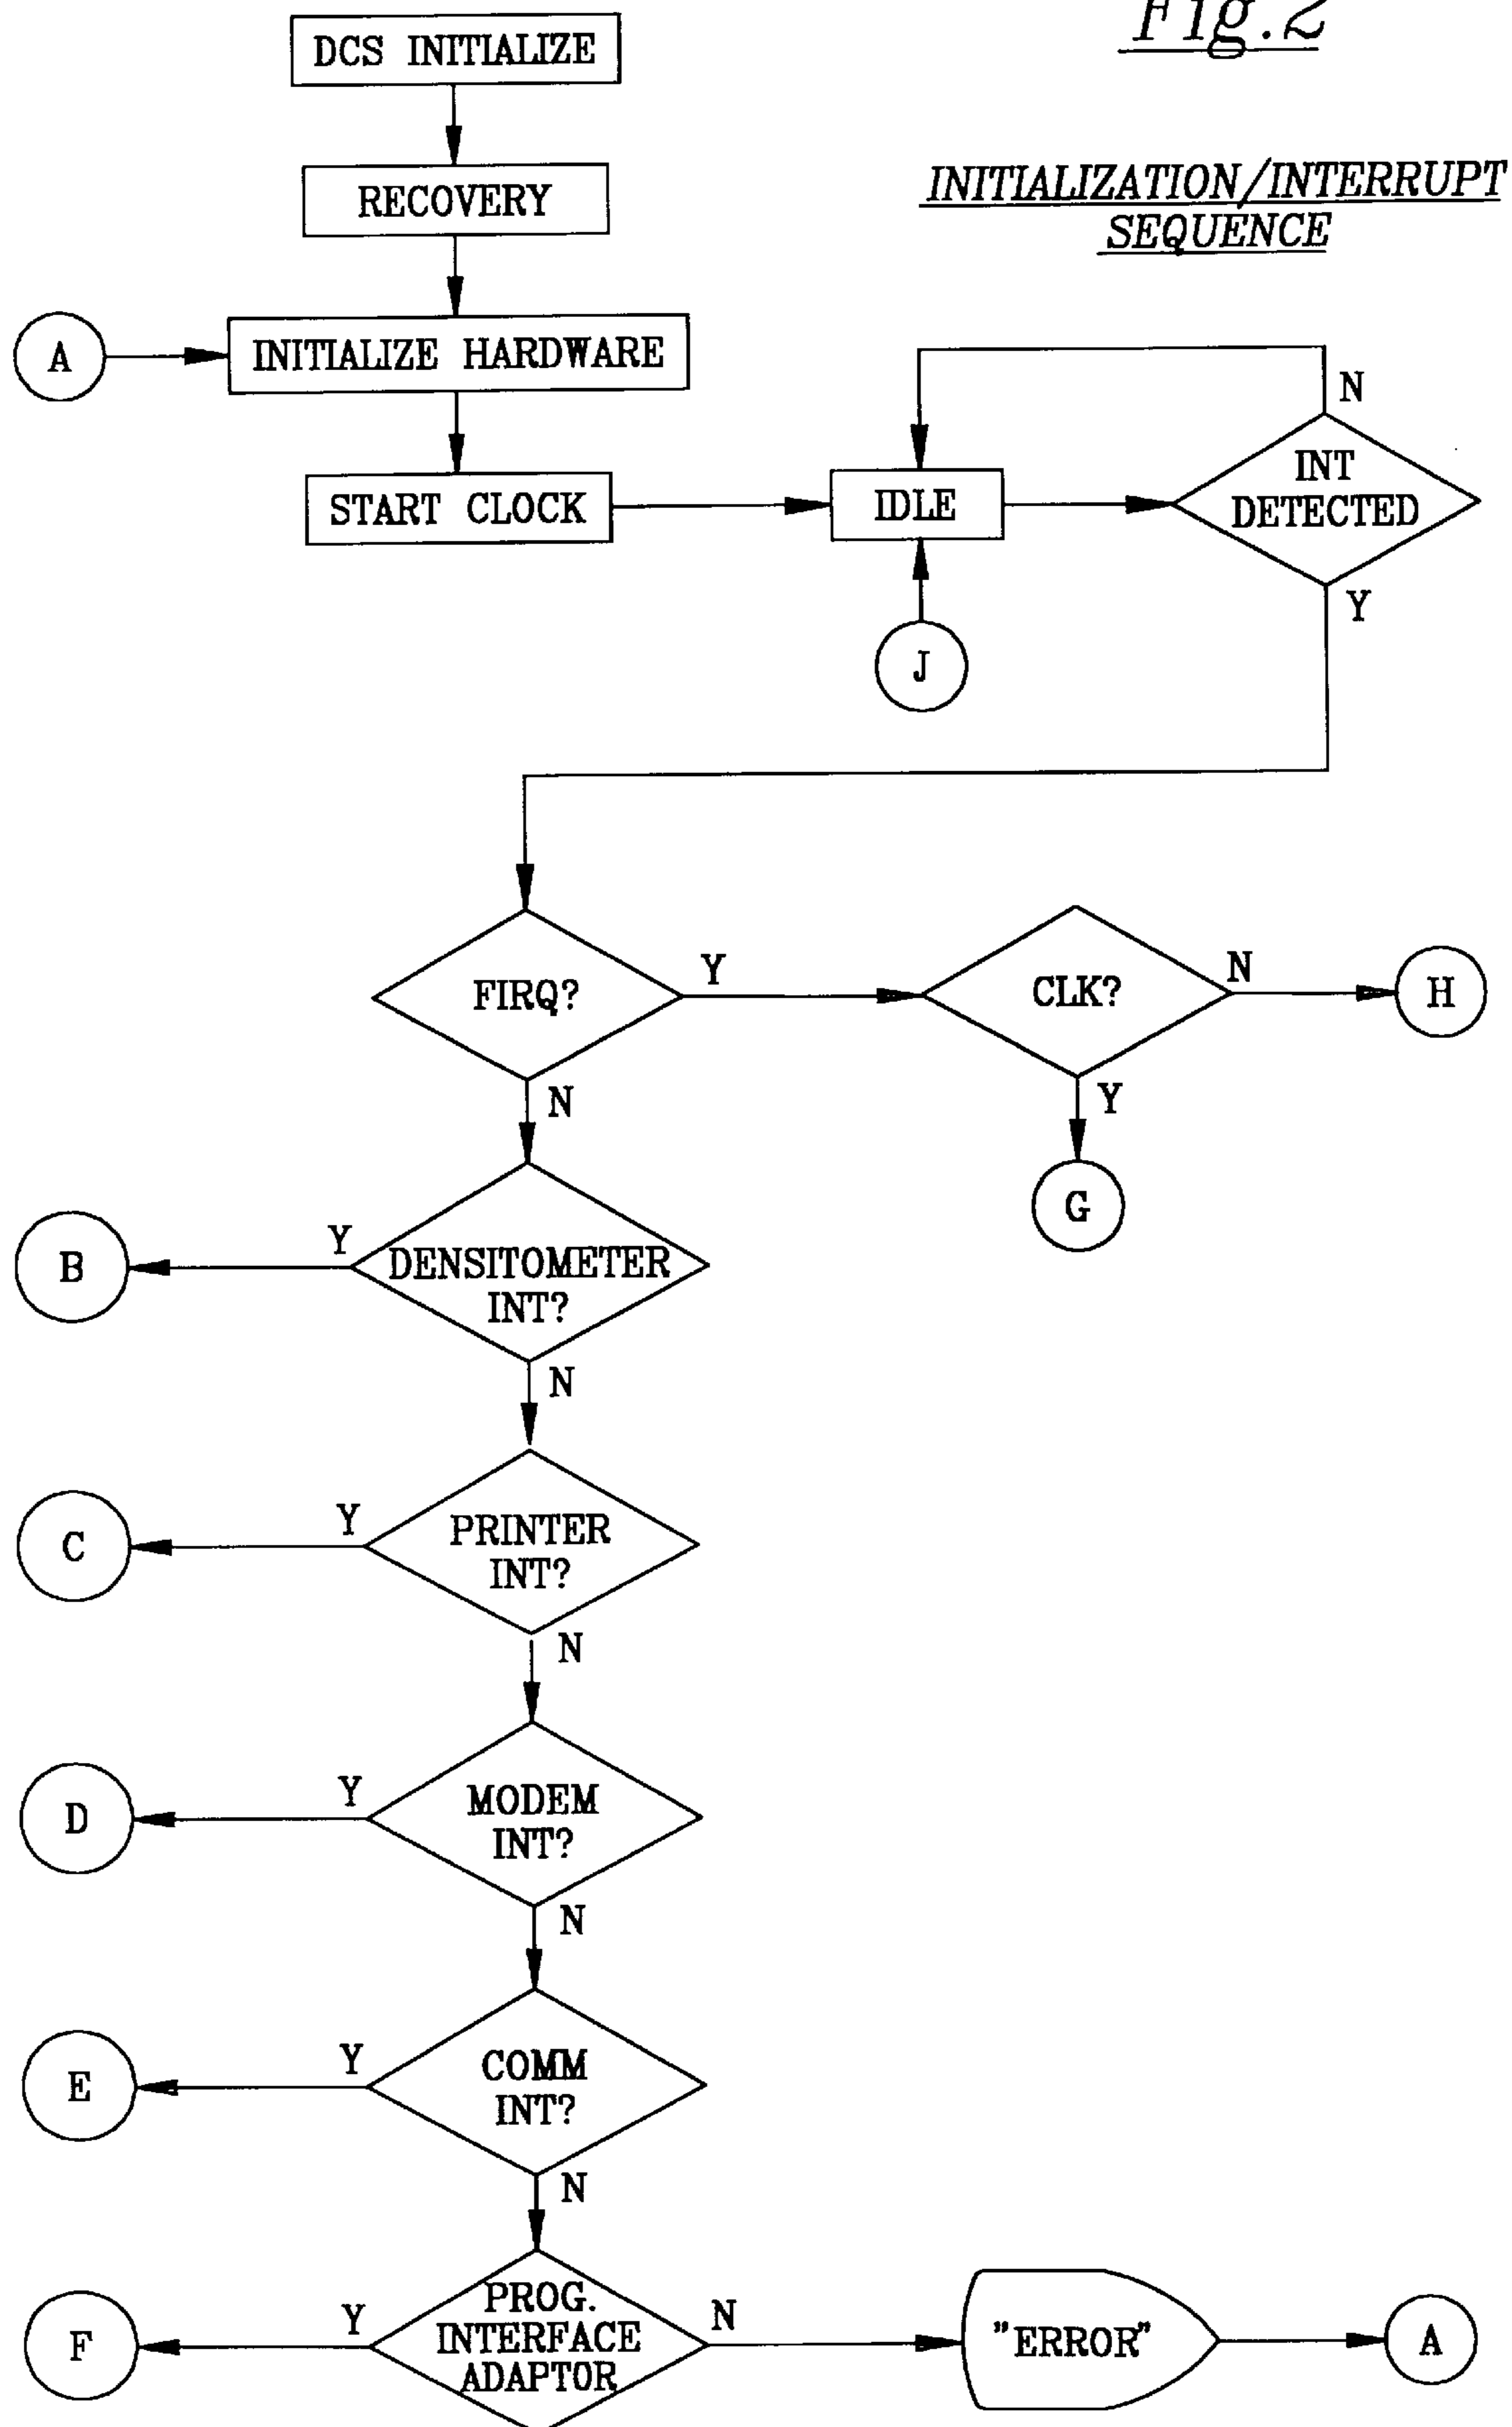 Fig.2
DCS INITIALIZE
RECOVERY
INITIALIZATION/INTERRUPT
SEQUENCE
A
INITIALIZE HARDWARE
N
START CLOCK
IDLE
INT
DETECTED
Y
J
FIRQ?
Y
CLK?
N
H
N
Y
G
B
Y
DENSITOMETER
INT?
N
C
Y
PRINTER
INT?
N
D
Y
MODEM
INT?
N
E
Y
COMM
INT?
N
F
Y
PROG.
INTERFACE
ADAPTOR
N
"ERROR"
A